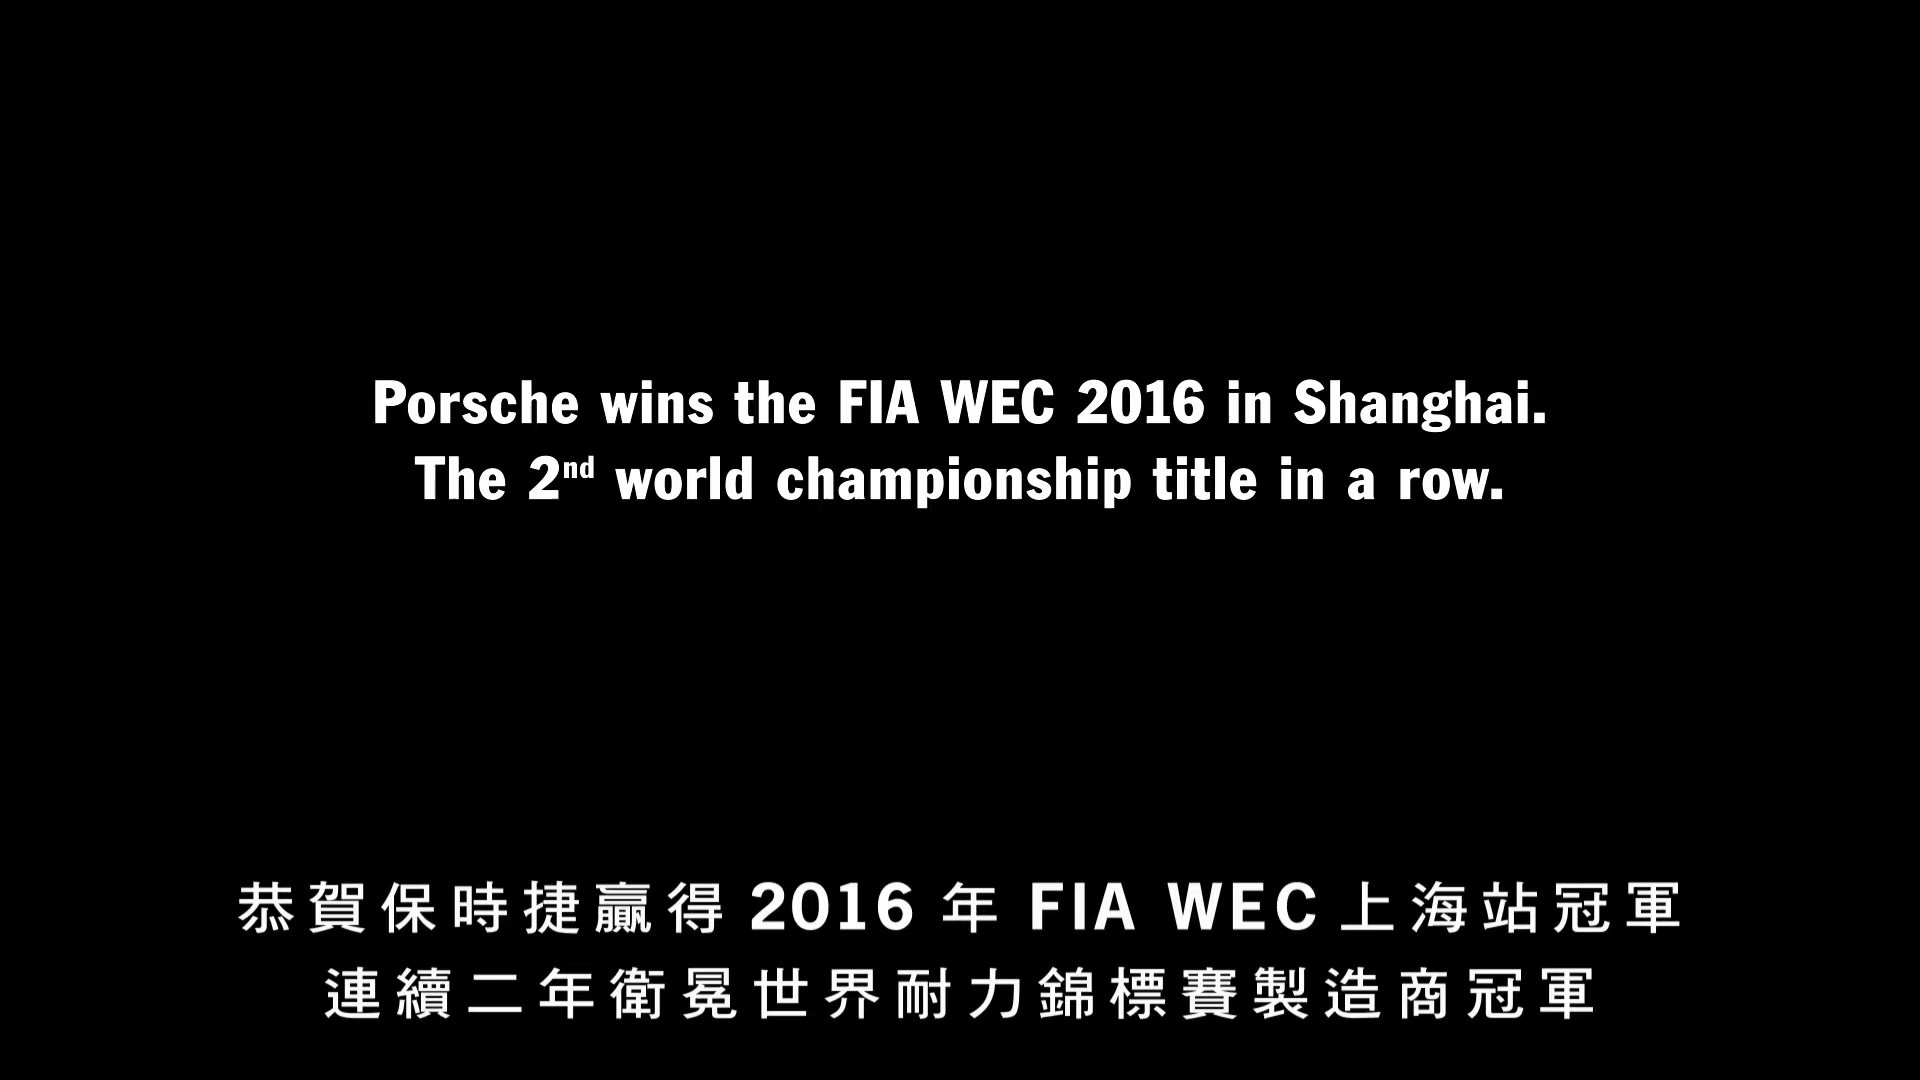 Porsche wins the FIA WEC 2016 in Shanghai.
The 2nd world championship title in a row.
恭賀保時捷贏得 2016 年 FIA WEC 上海站冠軍
連續二年衛冕世界耐力錦標賽製造商冠軍